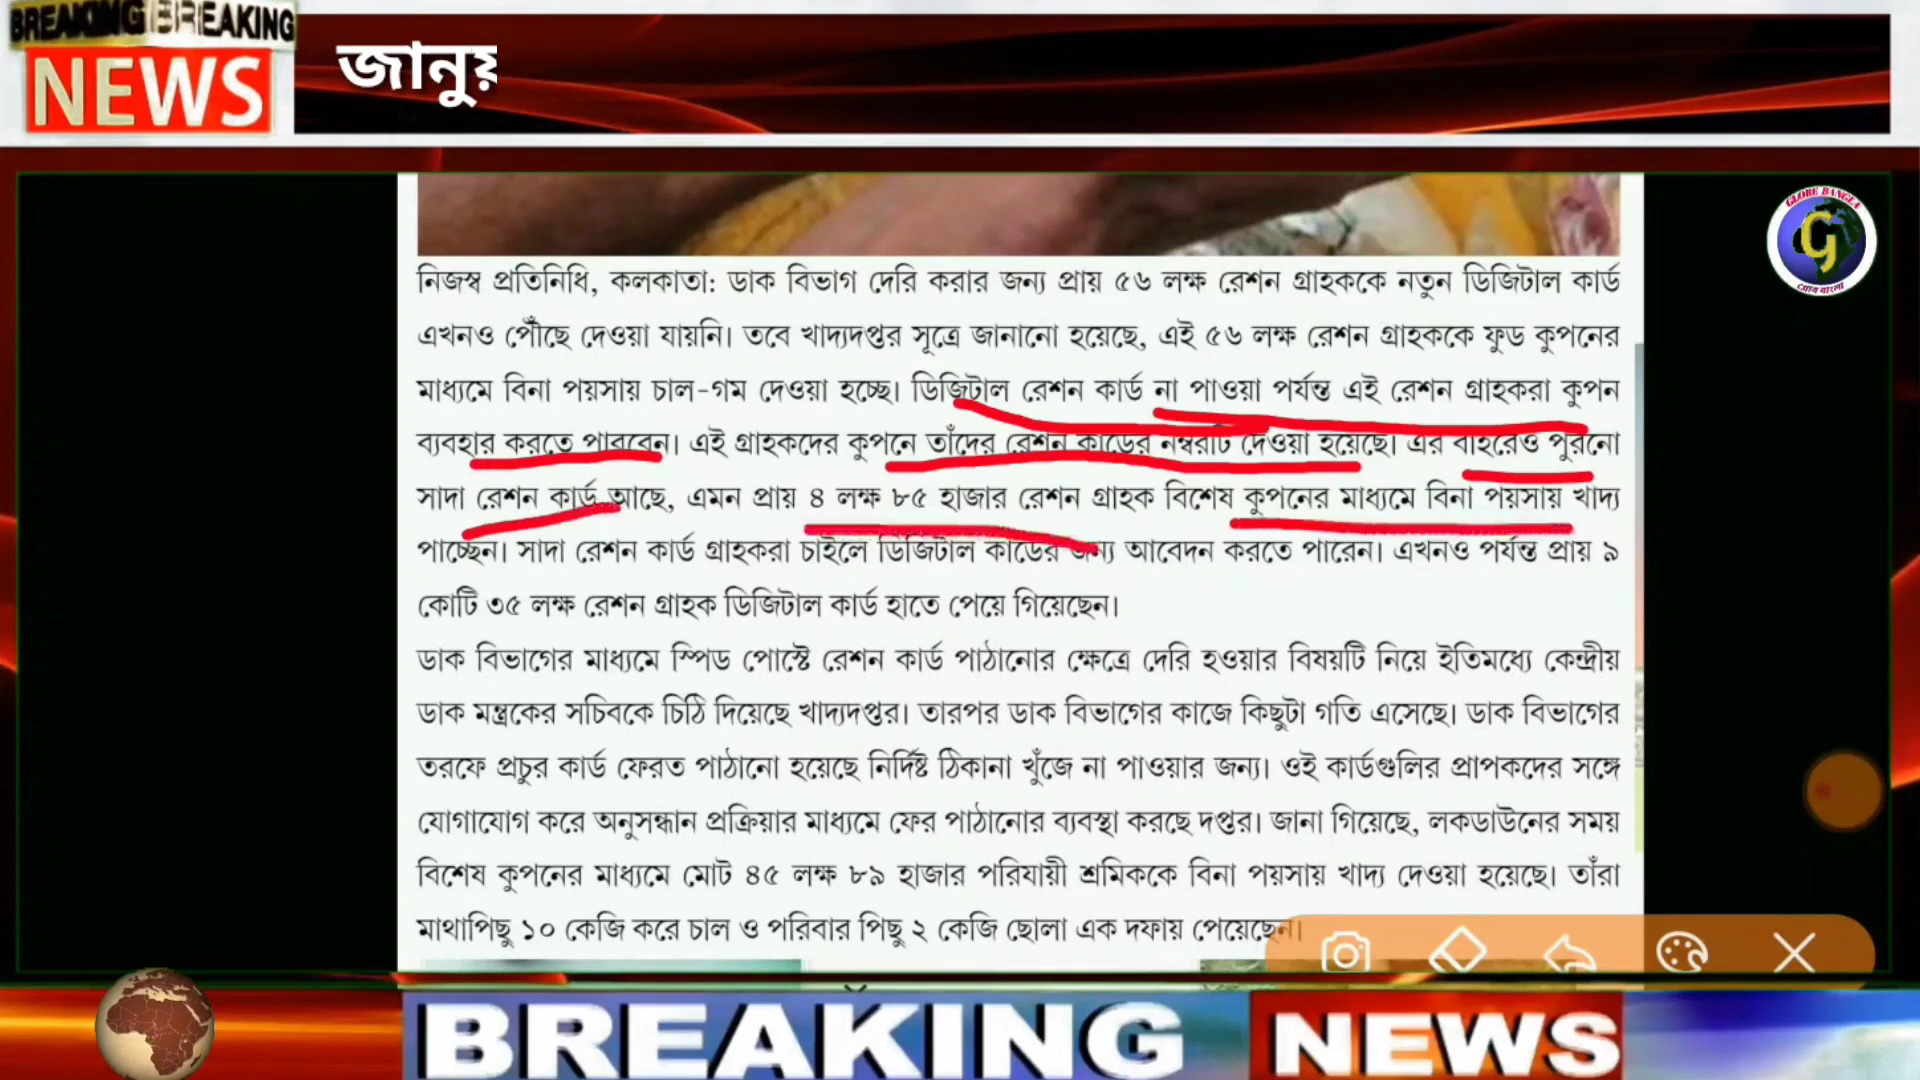 BREAKING BREAKING
NEWS
জানুয়
GLOBE BANGLA
G
গ্লোব বাংলা
নিজস্ব প্রতিনিধি, কলকাতা: ডাক বিভাগ দেরি করার জন্য প্রায় ৫৬ লক্ষ রেশন গ্রাহককে নতুন ডিজিটাল কার্ড
এখনও পৌঁছে দেওয়া যায়নি। তবে খাদ্যদপ্তর সূত্রে জানানো হয়েছে, এই ৫৬ লক্ষ রেশন গ্রাহককে ফুড কুপনের
মাধ্যমে বিনা পয়সায় চাল-গম দেওয়া হচ্ছে। ডিজিটাল রেশন কার্ড না পাওয়া পর্যন্ত এই রেশন গ্রাহকরা কুপন
ব্যবহার করতে পারবেন। এই গ্রাহকদের কুপনে তাঁদের রেশন কার্ডের নম্বরটি দেওয়া হয়েছে। এর বাইরেও পুরনো
সাদা রেশন কার্ড আছে, এমন প্রায় ৪ লক্ষ ৮৫ হাজার রেশন গ্রাহক বিশেষ কুপনের মাধ্যমে বিনা পয়সায় খাদ্য
পাচ্ছেন। সাদা রেশন কার্ড গ্রাহকরা চাইলে ডিজিটাল কার্ডের জন্য আবেদন করতে পারেন। এখনও পর্যন্ত প্রায় ৯
কোটি ৩৫ লক্ষ রেশন গ্রাহক ডিজিটাল কার্ড হাতে পেয়ে গিয়েছেন।
ডাক বিভাগের মাধ্যমে স্পিড পোস্টে রেশন কার্ড পাঠানোর ক্ষেত্রে দেরি হওয়ার বিষয়টি নিয়ে ইতিমধ্যে কেন্দ্রীয়
ডাক মন্ত্রকের সচিবকে চিঠি দিয়েছে খাদ্যদপ্তর। তারপর ডাক বিভাগের কাজে কিছুটা গতি এসেছে। ডাক বিভাগের
তরফে প্রচুর কার্ড ফেরত পাঠানো হয়েছে নির্দিষ্ট ঠিকানা খুঁজে না পাওয়ার জন্য। ওই কার্ডগুলির প্রাপকদের সঙ্গে
যোগাযোগ করে অনুসন্ধান প্রক্রিয়ার মাধ্যমে ফের পাঠানোর ব্যবস্থা করছে দপ্তর। জানা গিয়েছে, লকডাউনের সময়
বিশেষ কুপনের মাধ্যমে মোট ৪৫ লক্ষ ৮৯ হাজার পরিযায়ী শ্রমিককে বিনা পয়সায় খাদ্য দেওয়া হয়েছে। তাঁরা
মাথাপিছু ১০ কেজি করে চাল ও পরিবার পিছু ২ কেজি ছোলা এক দফায় পেয়েছেন।
BREAKING NEWS